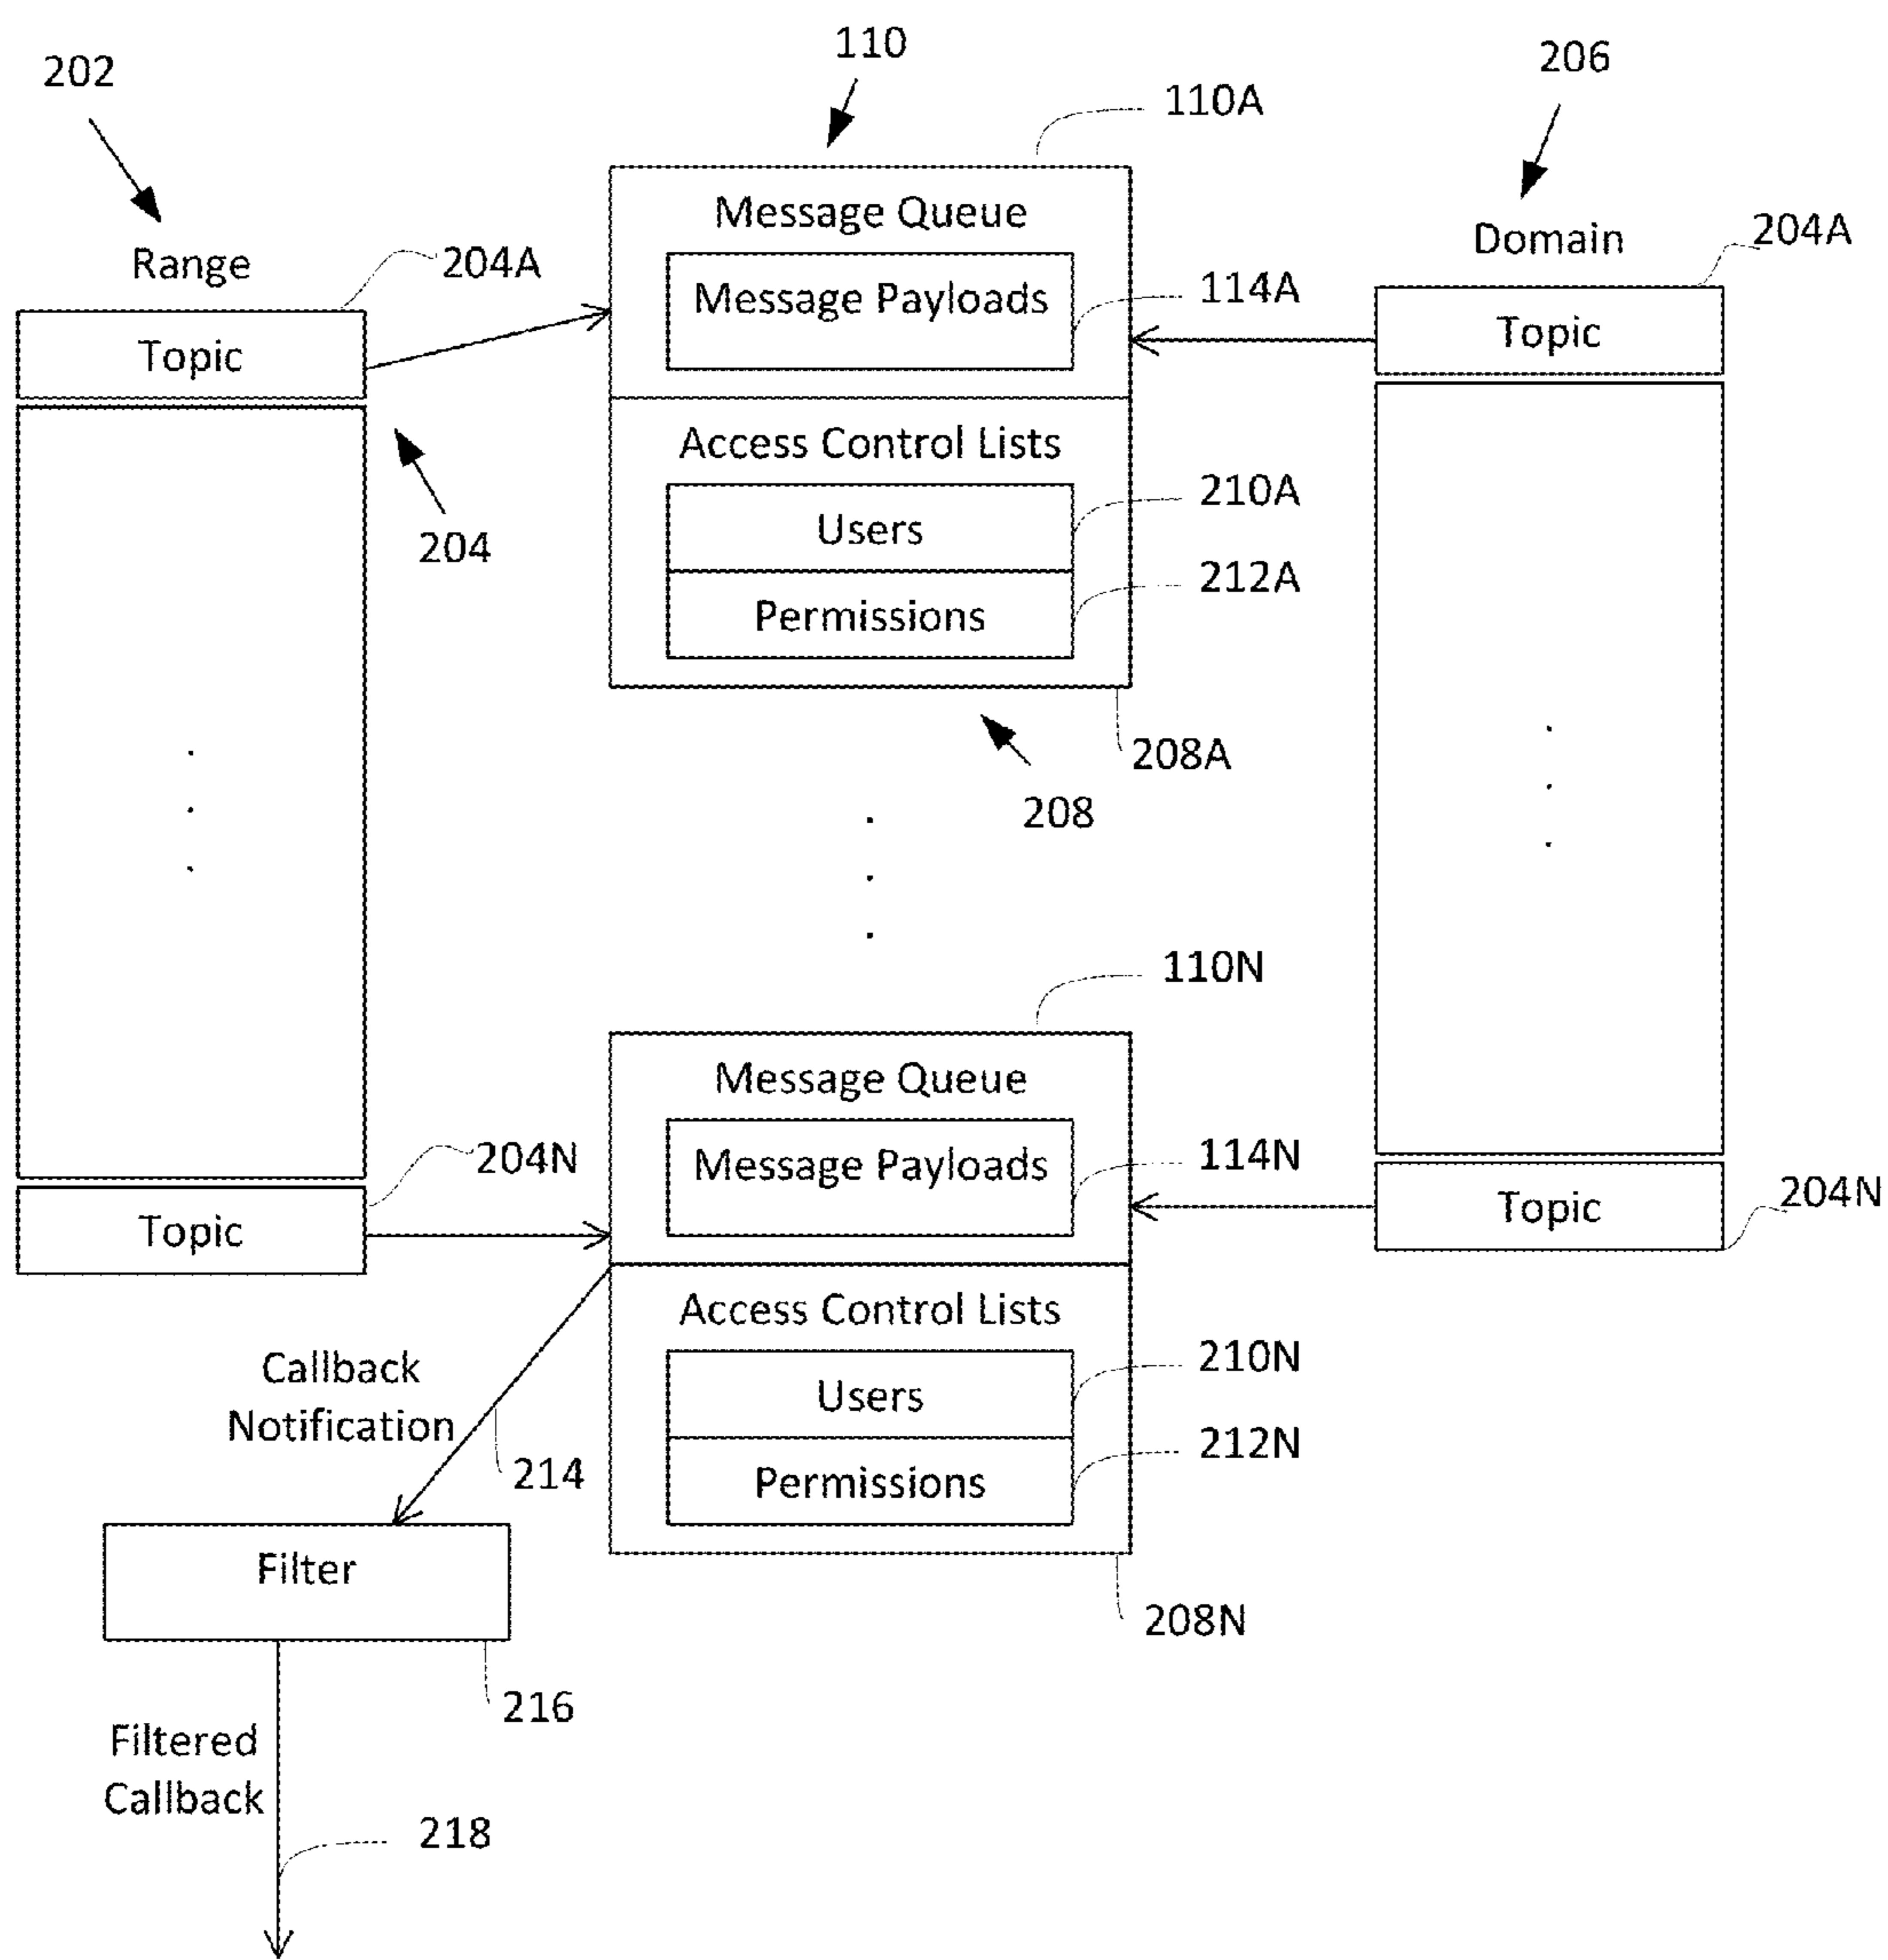 202
110
206
110A
Range
204A
Message Queue
Domain
204A
Message Payloads
114A
Topic
Topic
204
Access Control Lists
Users
210A
Permissions
212A
208A
208
110N
Message Queue
204N
Message Payloads
114N
Topic
Topic
204N
Access Control Lists
Callback
Notification
Users
210N
214
Permissions
212N
Filter
208N
216
Filtered
Callback
218